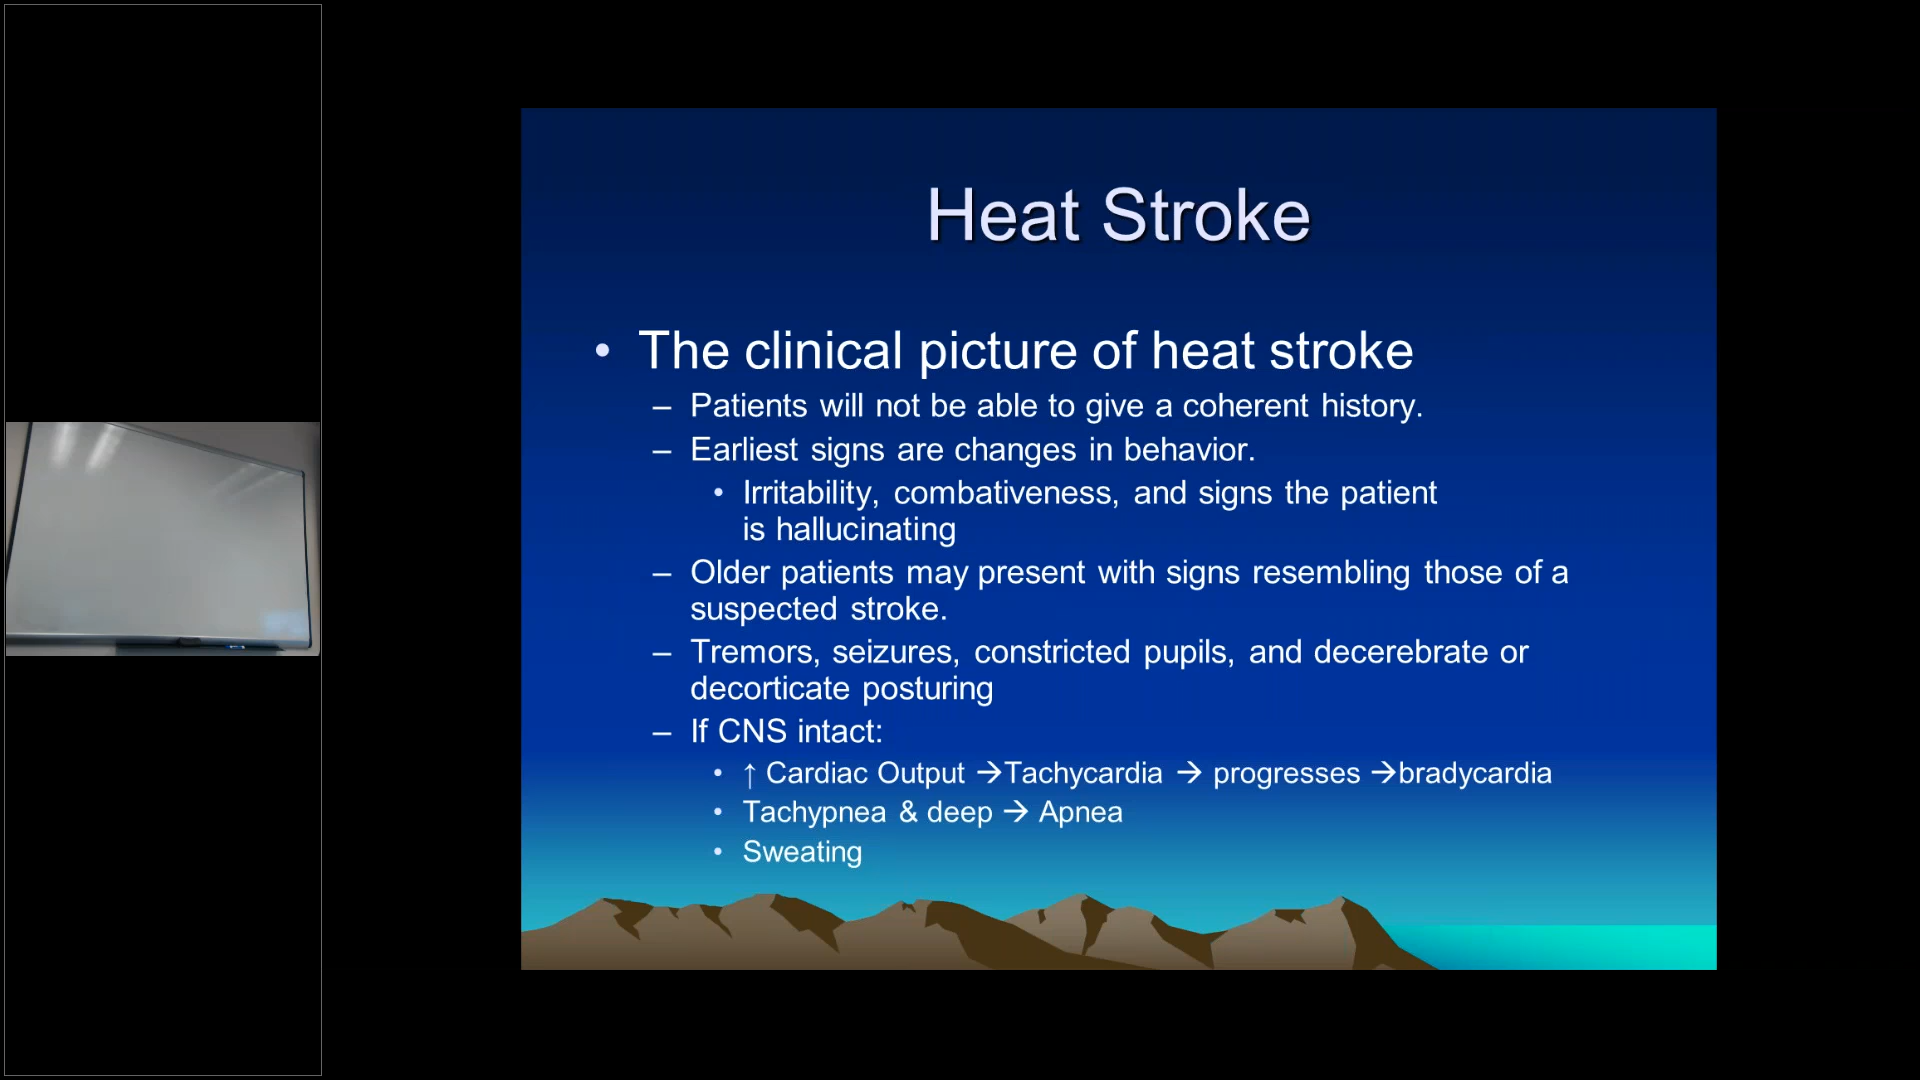 Heat Stroke
• The clinical picture of heat stroke
– Patients will not be able to give a coherent history.
– Earliest signs are changes in behavior.
• Irritability, combativeness, and signs the patient
is hallucinating
– Older patients may present with signs resembling those of a
suspected stroke.
– Tremors, seizures, constricted pupils, and decerebrate or
decorticate posturing
– If CNS intact:
• ↑ Cardiac Output →Tachycardia → progresses →bradycardia
• Tachypnea & deep → Apnea
• Sweating